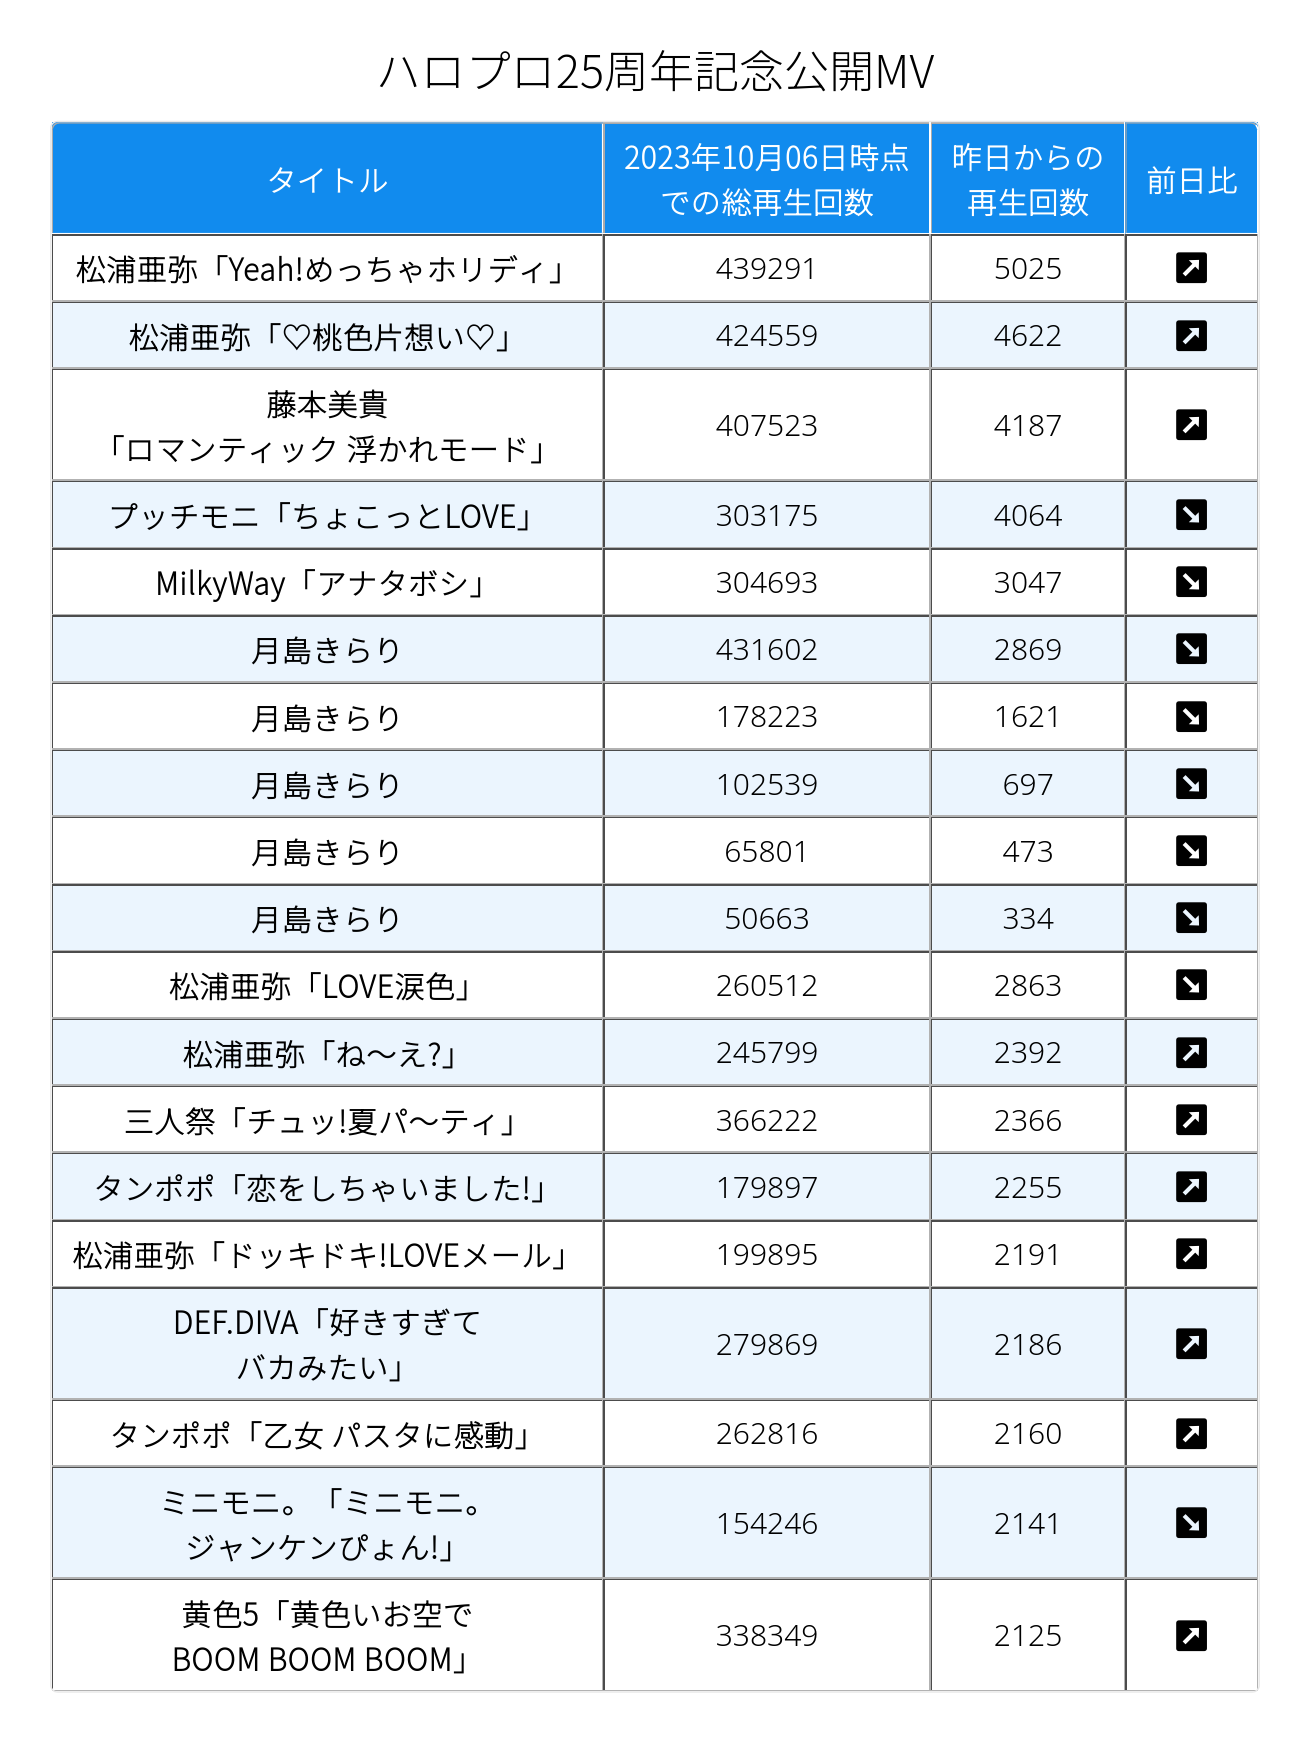 ハロプロ25周年記念公開MV
タイトル
2023年10月06日時点
での総再生回数
昨日からの
再生回数
前日比
松浦亜弥「Yeah!めっちゃホリディ」 439291 5025 ↗
松浦亜弥「♡桃色片想い♡」 424559 4622 ↗
藤本美貴
「ロマンティック 浮かれモード」 407523 4187 ↗
プッチモニ「ちょこっとLOVE」 303175 4064 ↘
MilkyWay「アナタボシ」 304693 3047 ↘
月島きらり 431602 2869 ↘
月島きらり 178223 1621 ↘
月島きらり 102539 697 ↘
月島きらり 65801 473 ↘
月島きらり 50663 334 ↘
松浦亜弥「LOVE涙色」 260512 2863 ↘
松浦亜弥「ね〜え?」 245799 2392 ↗
三人祭「チュッ!夏パ〜ティ」 366222 2366 ↗
タンポポ「恋をしちゃいました!」 179897 2255 ↗
松浦亜弥「ドッキドキ!LOVEメール」 199895 2191 ↗
DEF.DIVA「好きすぎて
バカみたい」 279869 2186 ↗
タンポポ「乙女 パスタに感動」 262816 2160 ↗
ミニモニ。「ミニモニ。
ジャンケンぴょん!」 154246 2141 ↘
黄色5「黄色いお空で
BOOM BOOM BOOM」 338349 2125 ↗